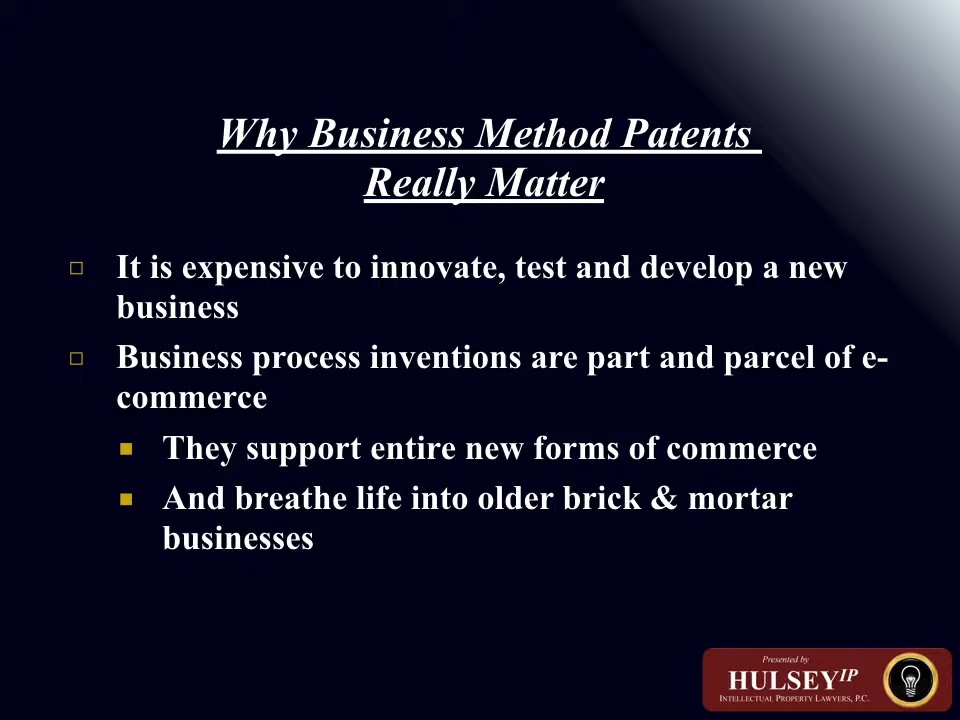 Why Business Method Patents
Really Matter
It is expensive to innovate, test and develop a new
business
Business process inventions are part and parcel of e-
commerce
They support entire new forms of commerce
And breathe life into older brick & mortar
businesses
Presented by
HULSEY IP
INTELLECTUAL PROPERTY LAWYERS, P.C.